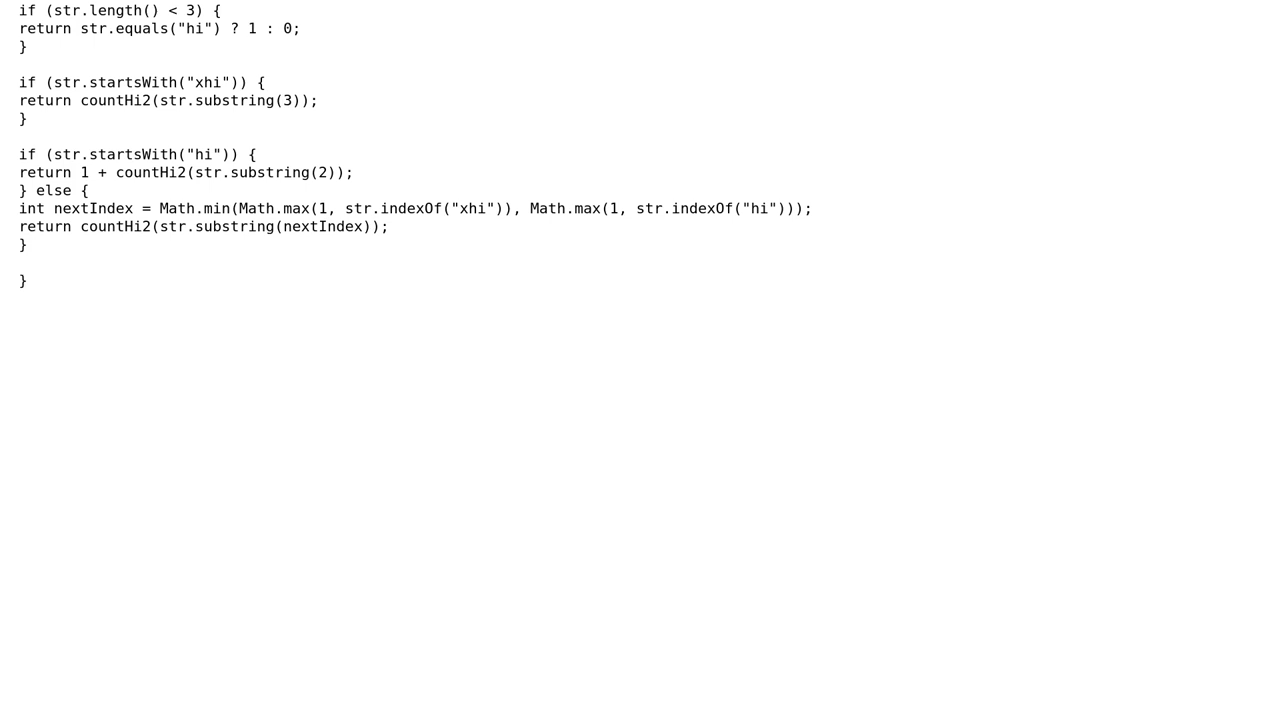 if (str.length() < 3) {
return str.equals("hi") ? 1 : 0;
}
if (str.startsWith("xhi")) {
return countHi2(str.substring(3));
}
if (str.startsWith("hi")) {
return 1 + countHi2(str.substring(2));
} else {
int nextIndex = Math.min(Math.max(1, str.indexOf("xhi")), Math.max(1, str.indexOf("hi")));
return countHi2(str.substring(nextIndex));
}
}